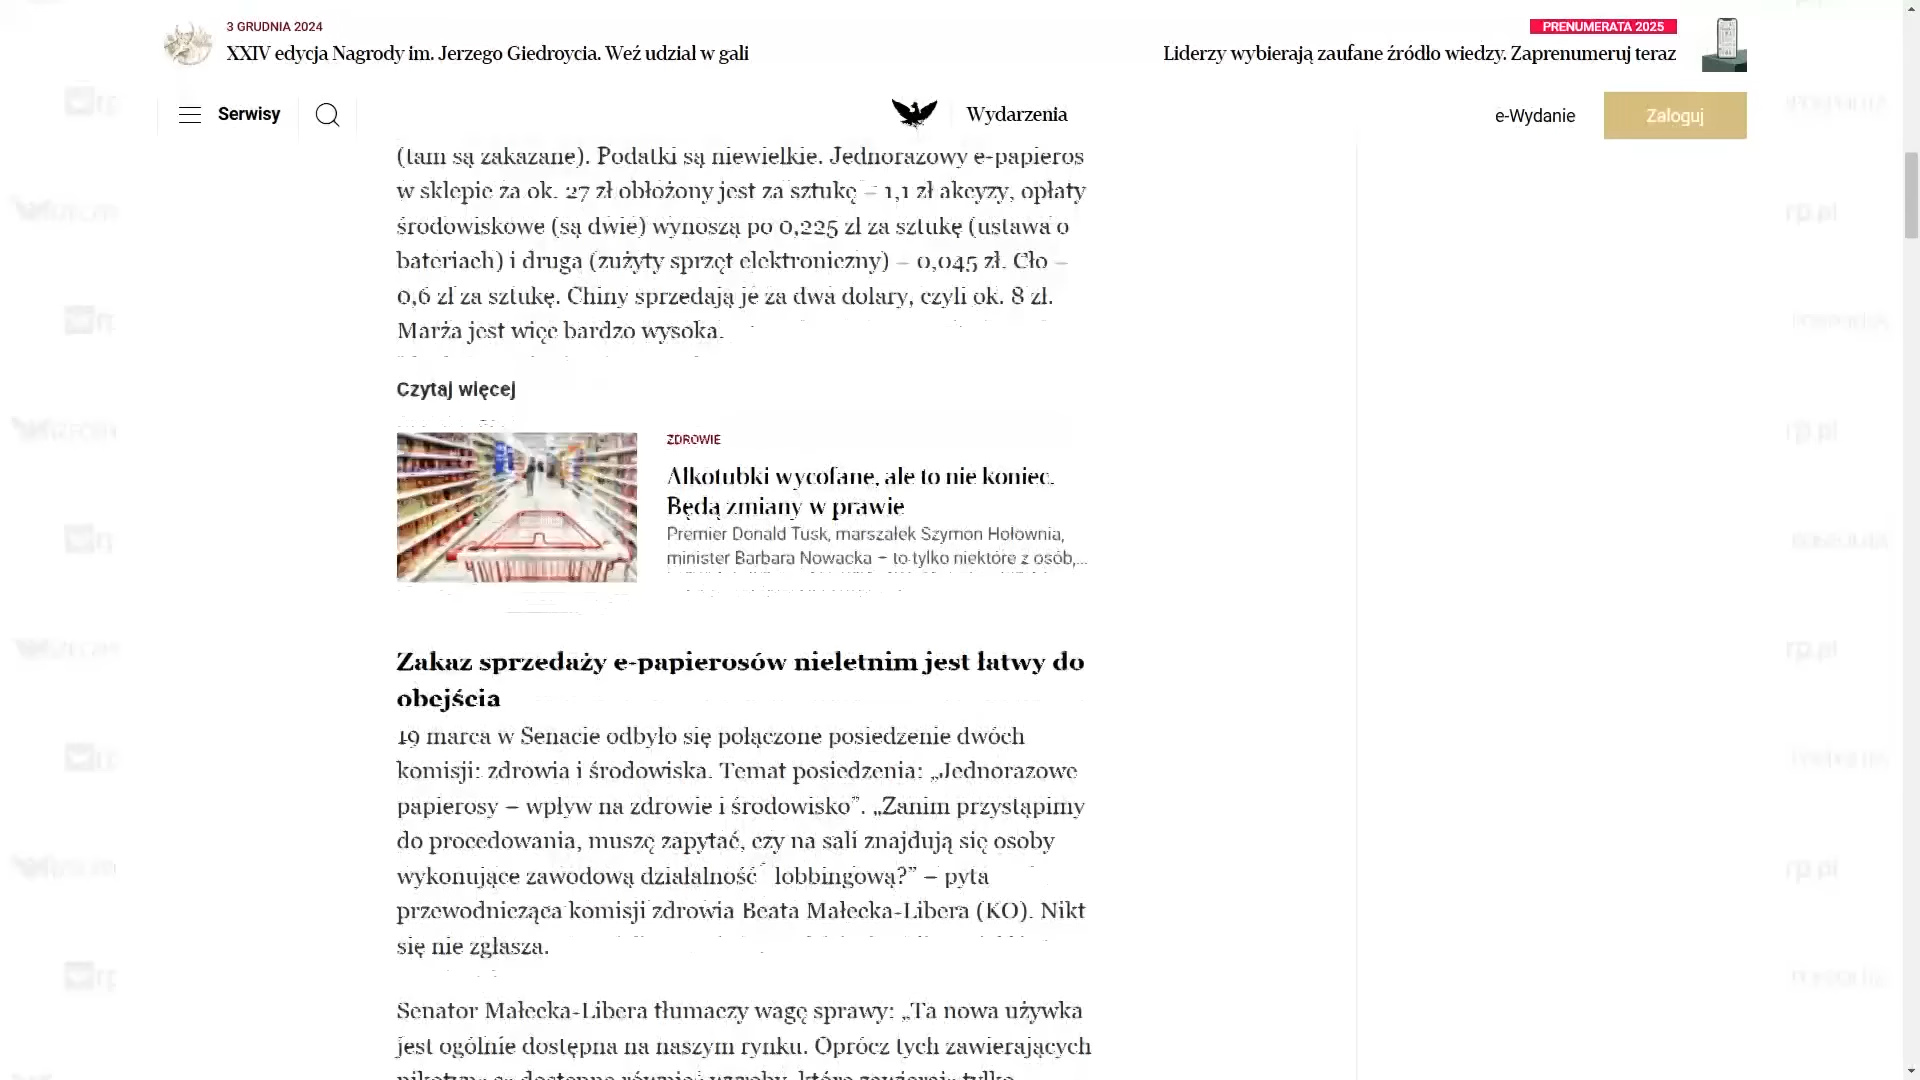 3 GRUDNIA 2024
XXIV edycja Nagrody im. Jerzego Giedroycia. Weź udział w gali
PRENUMERATA 2025
Liderzy wybierają zaufane źródło wiedzy. Zaprenumeruj teraz
Serwisy
Wydarzenia
e-Wydanie
Zaloguj
(tam są zakazane). Podatki są niewielkie. Jednorazowy e-papieros
w sklepie za ok. 27 zł obłożony jest za sztukę – 1,1 zł akcyzy, opłaty
środowiskowe (są dwie) wynoszą po 0,225 zł za sztukę (ustawa o
bateriach) i druga (zużyty sprzęt elektroniczny) – 0,045 zł. Cło –
0,6 zł za sztukę. Chiny sprzedają je za dwa dolary, czyli ok. 8 zł.
Marża jest więc bardzo wysoka.
Czytaj więcej
ZDROWIE
Alkotubki wycofane, ale to nie koniec.
Będą zmiany w prawie
Premier Donald Tusk, marszałek Szymon Hołownia,
minister Barbara Nowacka – to tylko niektóre z osób,...
Zakaz sprzedaży e-papierosów nieletnim jest łatwy do
obejścia
19 marca w Senacie odbyło się połączone posiedzenie dwóch
komisji: zdrowia i środowiska. Temat posiedzenia: „Jednorazowe
papierosy – wpływ na zdrowie i środowisko”. „Zanim przystąpimy
do procedowania, muszę zapytać, czy na sali znajdują się osoby
wykonujące zawodową działalność lobbingową?” – pyta
przewodnicząca komisji zdrowia Beata Małecka-Libera (KO). Nikt
się nie zgłasza.
Senator Małecka-Libera tłumaczy wagę sprawy: „Ta nowa używka
jest ogólnie dostępna na naszym rynku. Oprócz tych zawierających
rp.pl
rp.pl
rp.pl
rp.pl